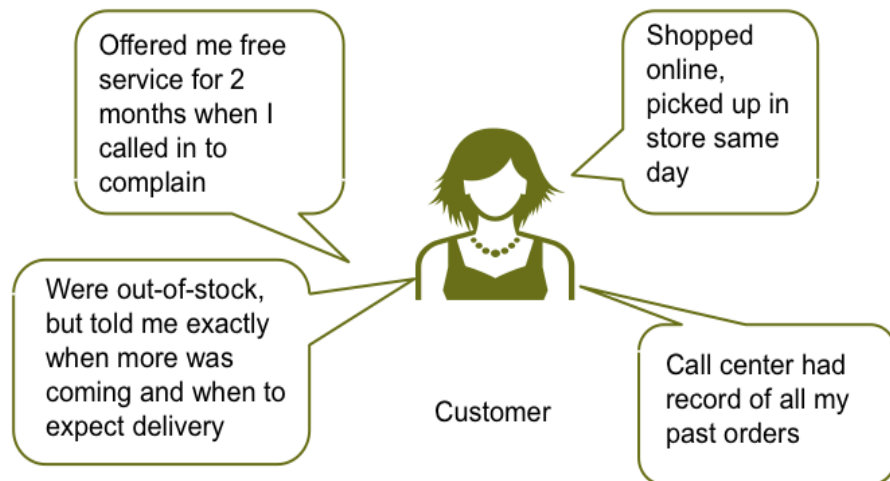 Offered me free
service for 2
months when I
called in to
complain
Shopped
online,
picked up in
store same
day
Were out-of-stock,
but told me exactly
when more was
coming and when to
expect delivery
Customer
Call center had
record of all my
past orders